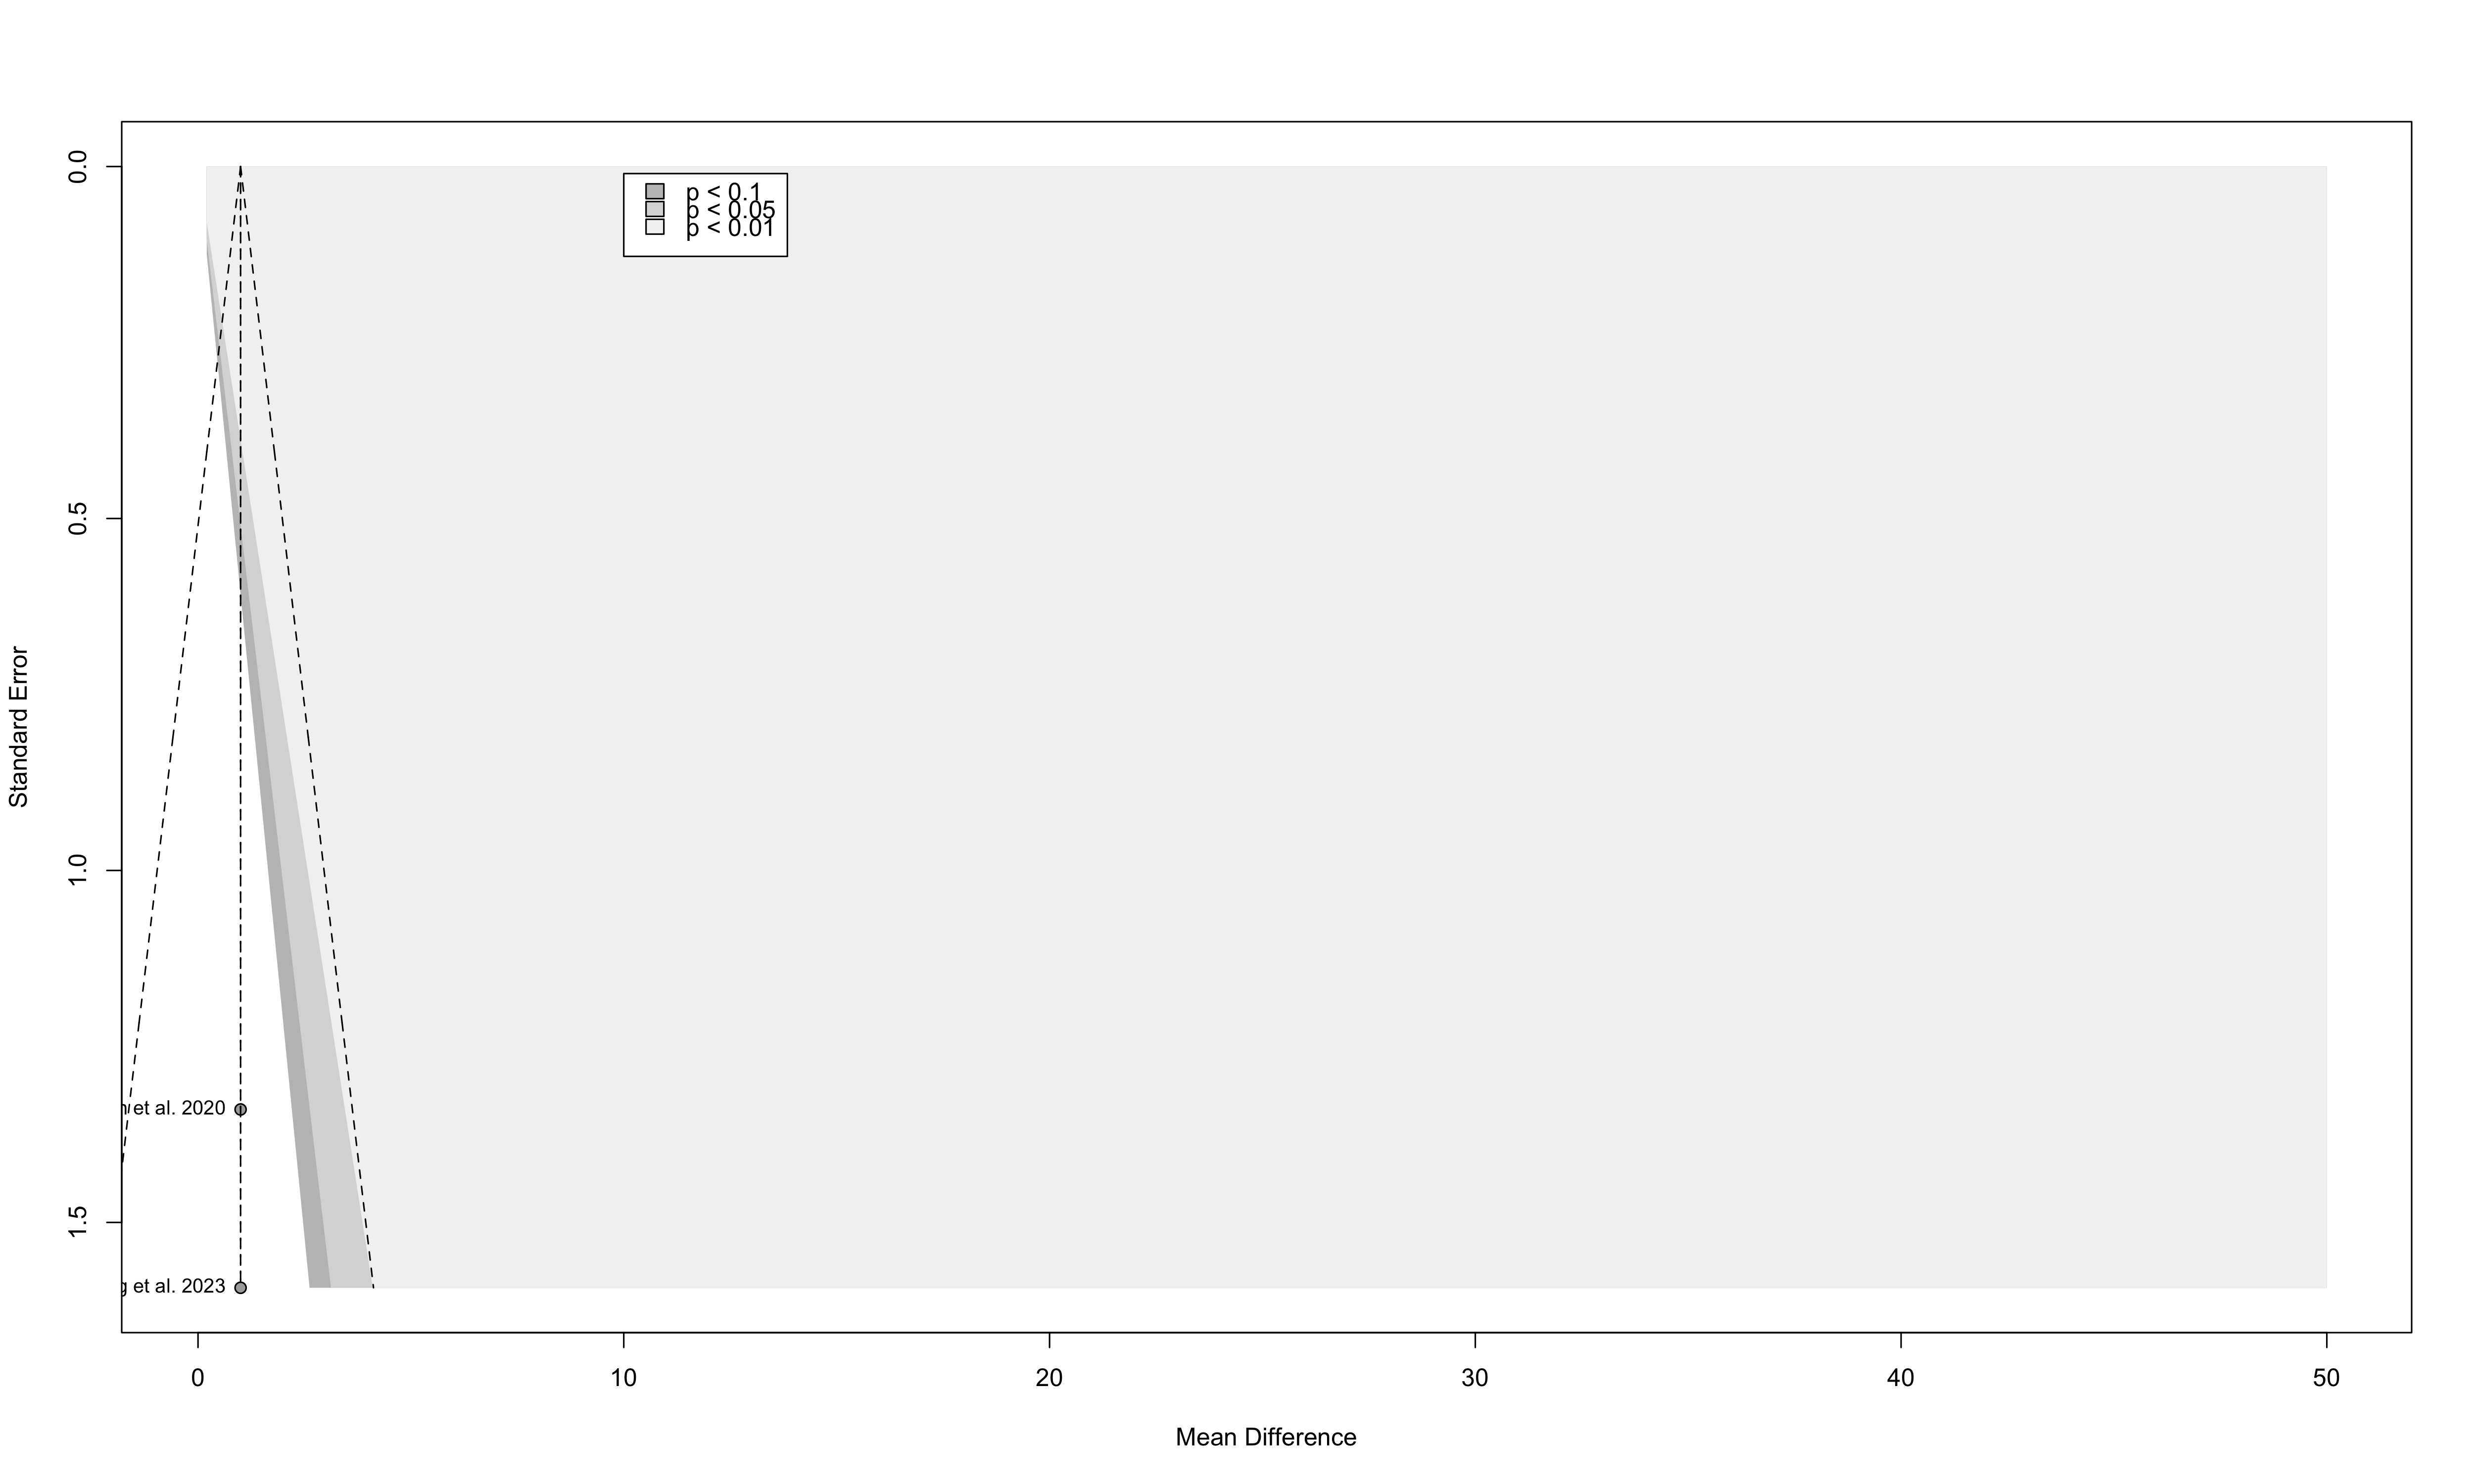 0.0
0.5
1.0
1.5
Standard Error
p < 0.1
p < 0.05
p < 0.01
et al. 2020
et al. 2023
0 10 20 30 40 50
Mean Difference